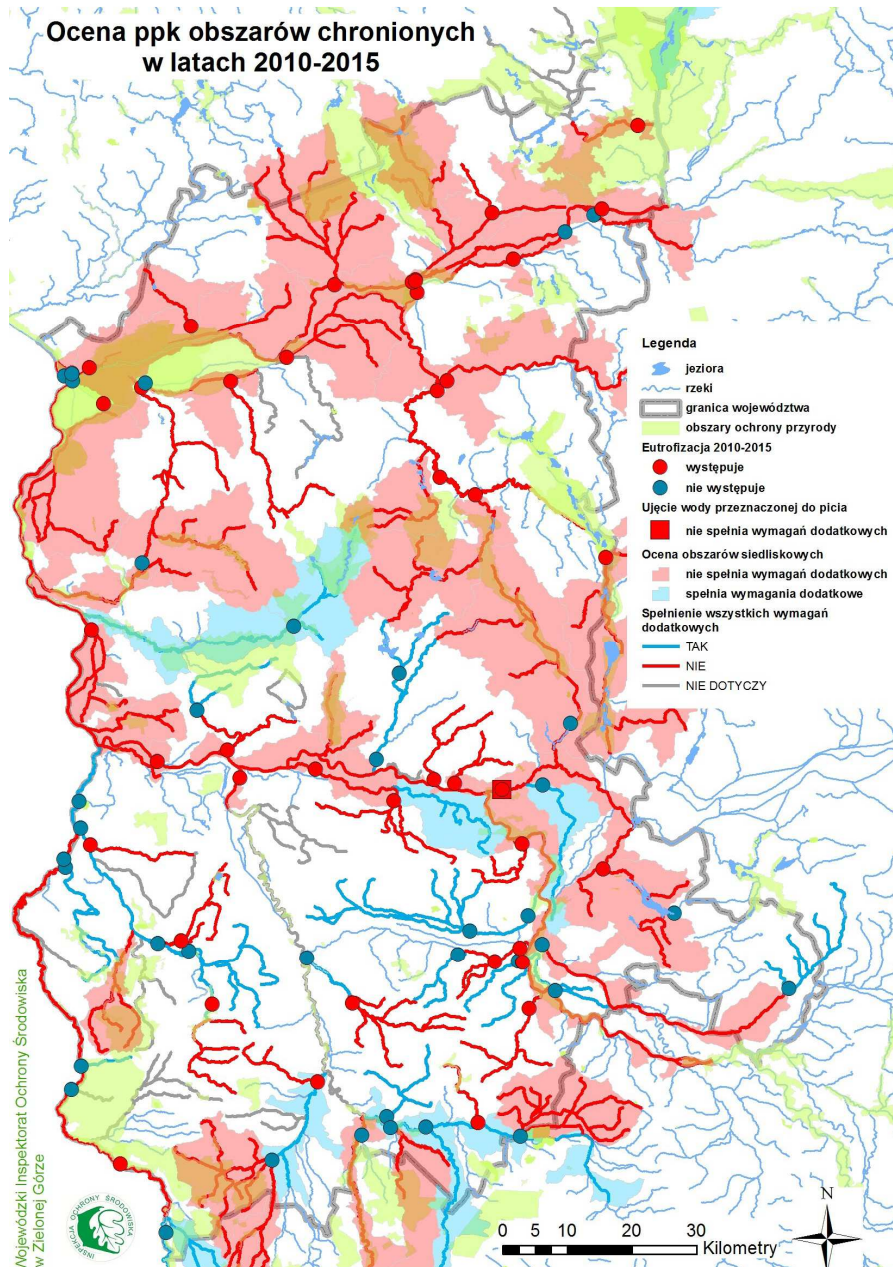 Ocena ppk obszarów chronionych
w latach 2010-2015
Legenda
jeziora
rzeki
granica województwa
obszary ochrony przyrody
Eutrofizacja 2010-2015
występuje
nie występuje
Ujęcie wody przeznaczonej do picia
nie spełnia wymagań dodatkowych
Ocena obszarów siedliskowych
nie spełnia wymagań dodatkowych
spełnia wymagania dodatkowe
Spełnienie wszystkich wymagań
dodatkowych
TAK
NIE
NIE DOTYCZY
Wojewódzki Inspektorat Ochrony Środowiska
w Zielonej Górze
INSPEKCJA OCHRONY ŚRODOWISKA
N
0 5 10 20 30
Kilometry